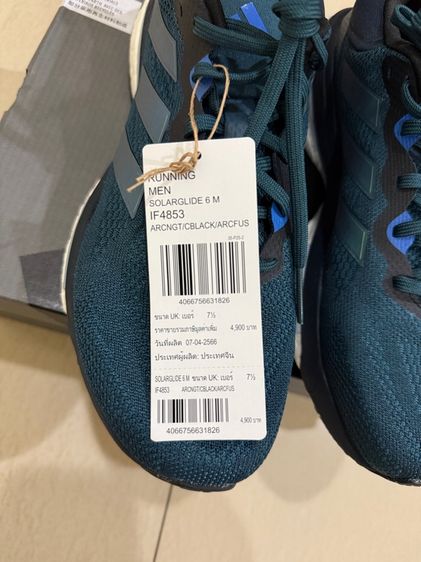 RUNNING
MEN
SOLARGLIDE 6 M
IF4853
ARCNGT/CBLACK/ARCFUS
4066756631826
ขนาด UK: เบอร์ 7½
ราคาขายรวมภาษีมูลค่าเพิ่ม 4,900 บาท
วันที่ผลิต 07-04-2566
ประเทศผู้ผลิต: ประเทศจีน
SOLARGLIDE 6 M ขนาด UK: เบอร์ 7½
IF4853 ARCNGT/CBLACK/ARCFUS
4,900 บาท
4066756631826